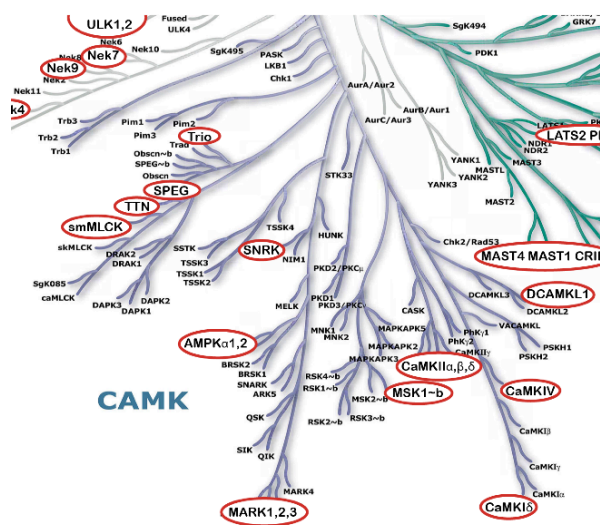 ULK1,2
Fused
ULK4
Nek6
Nek10
Nek7
Nek8
Nek9
Nek2
Nek11
k4
SgK495
PASK
LKB1
Chk1
SgK494
GRK7
PDK1
AurA/Aur2
AurB/Aur1
AurC/Aur3
Trb3
Trb2
Trb1
Pim1
Pim2
Pim3
Trio
Trad
Obscn~b
SPEG~b
Obscn
SPEG
TTN
smMLCK
skMLCK
SgK085
caMLCK
DRAK2
DRAK1
DAPK3
DAPK2
DAPK1
STK33
YANK1
YANK2
YANK3
LATS2 P
NDR1
NDR2
MAST3
MASTL
MAST2
MAST4 MAST1 CRI
TSSK4
SSTK
TSSK3
TSSK1
TSSK2
SNRK
NIM1
HUNK
Chk2/Rad53
PKD2/PKCμ
PKD1
PKD3/PKCν
MELK
MNK1
MNK2
CASK
MAPKAPK5
MAPKAPK2
MAPKAPK3
DCAMKL3
DCAMKL1
DCAMKL2
VACAMKL
PhKγ1
PhKγ2
PSKH1
PSKH2
AMPKα1,2
BRSK2
BRSK1
SNARK
ARK5
QSK
SIK
QIK
MARK4
MARK1,2,3
RSK4~b
RSK1~b
RSK2~b
RSK3~b
MSK2~b
MSK1~b
CaMKIIγ
CaMKIIα,β,δ
CaMKIV
CaMKIβ
CaMKIγ
CaMKIα
CaMKIδ
CAMK